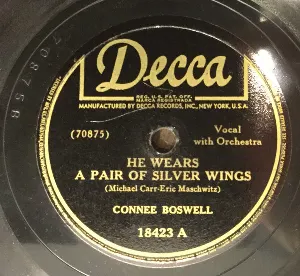 Decca
REG. U.S. PAT. OFF.
MARCA REGISTRADA
MANUFACTURED BY DECCA RECORDS, INC., NEW YORK, U.S.A.
(70875)
Vocal
with Orchestra
HE WEARS
A PAIR OF SILVER WINGS
(Michael Carr-Eric Maschwitz)
CONNEE BOSWELL
18423 A